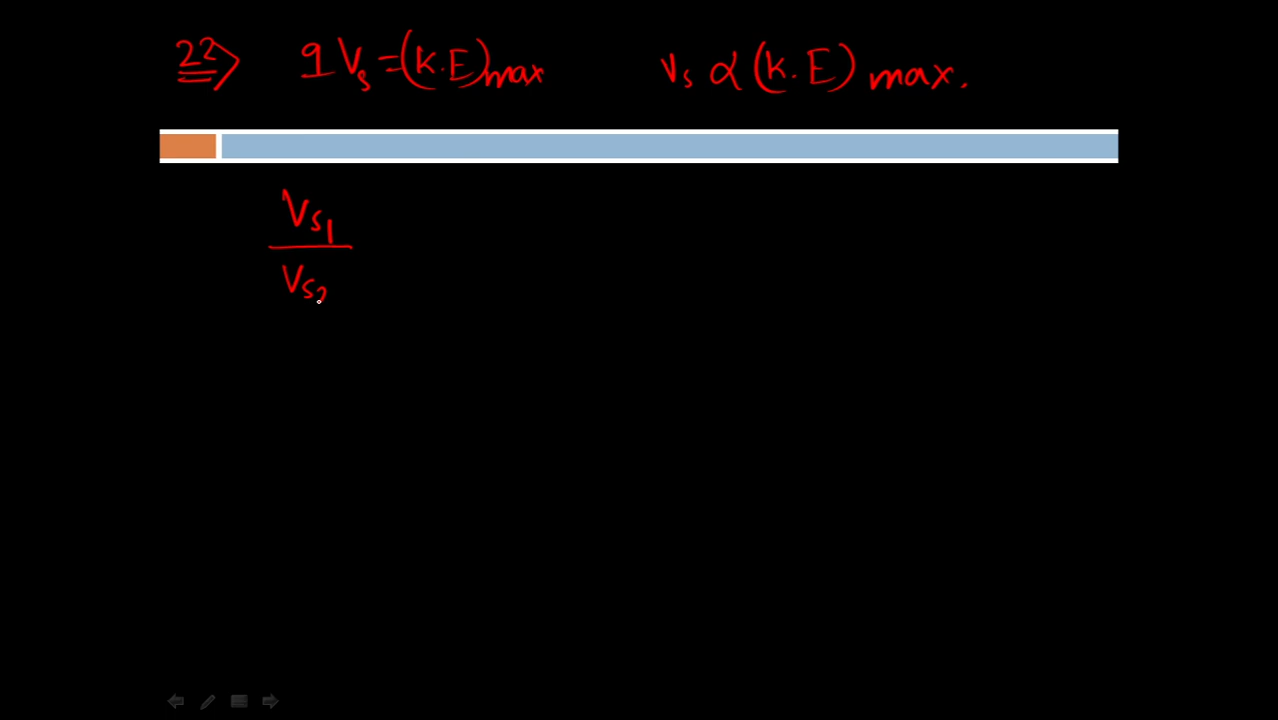 22> qVs=(K.E)max Vs ∝ (K.E) max.
Vs1
Vs2